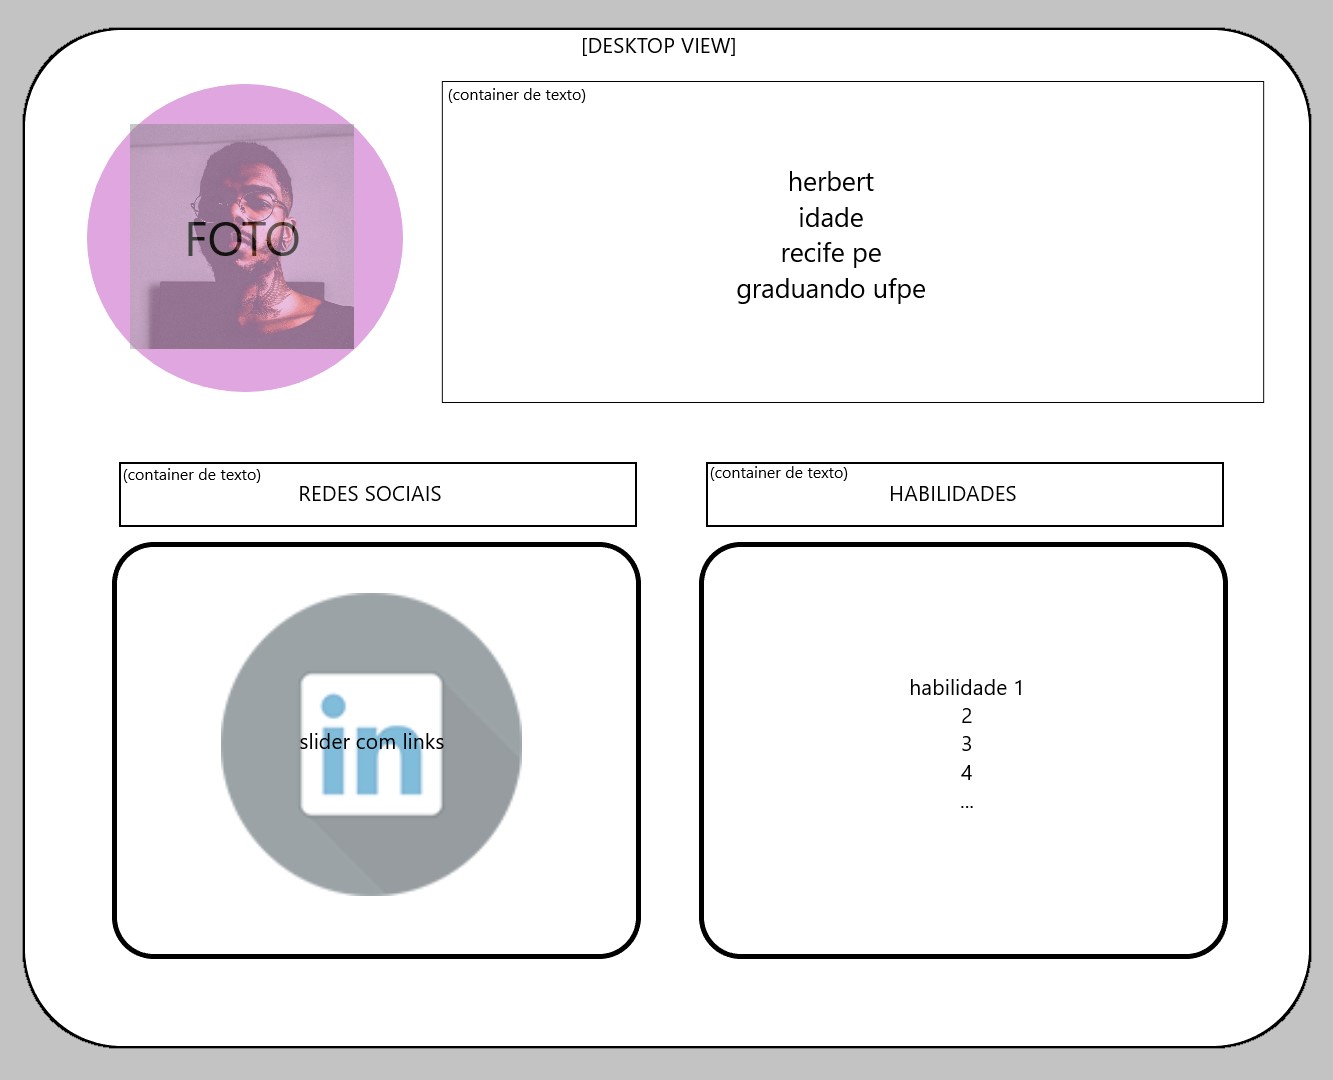 [DESKTOP VIEW]
FOTO
(container de texto)
herbert
idade
recife pe
graduando ufpe
(container de texto)
REDES SOCIAIS
in
slider com links
(container de texto)
HABILIDADES
habilidade 1
2
3
4
...